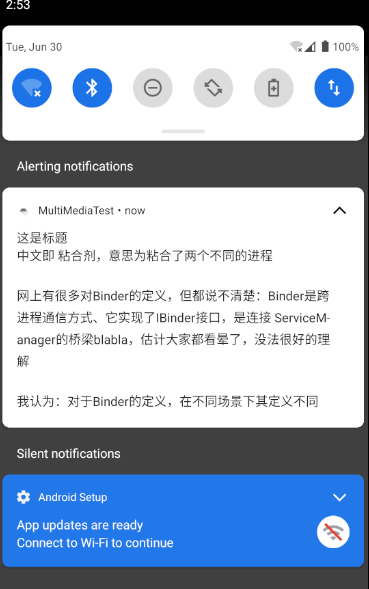 2:53
Tue, Jun 30
100%
Alerting notifications
MultiMediaTest • now
这是标题
中文即 粘合剂，意思为粘合了两个不同的进程
网上有很多对Binder的定义，但都说不清楚：Binder是跨
进程通信方式、它实现了IBinder接口，是连接 ServiceM-
anager的桥梁blabla，估计大家都看晕了，没法很好的理
解
我认为：对于Binder的定义，在不同场景下其定义不同
Silent notifications
Android Setup
App updates are ready
Connect to Wi-Fi to continue